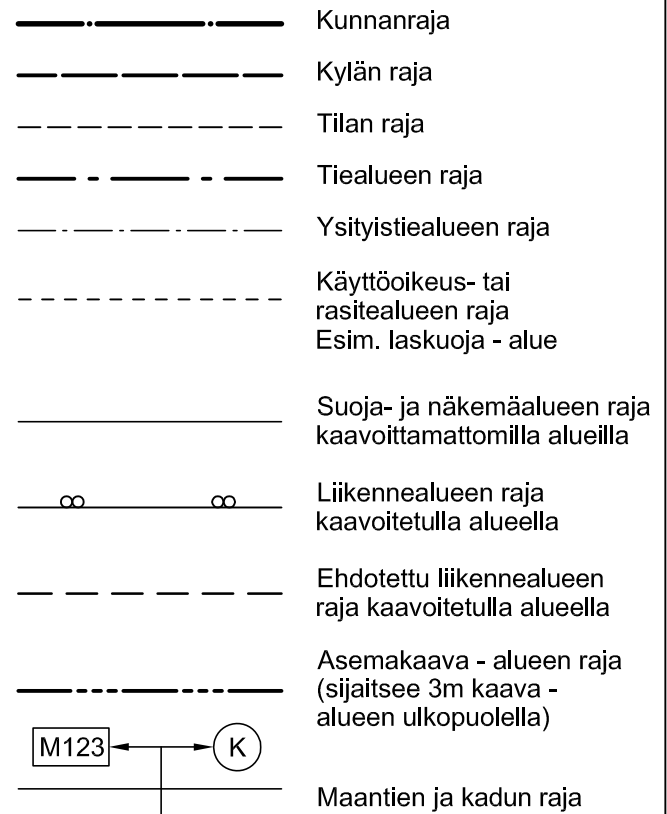 Kunnanraja
Kylän raja
Tilan raja
Tiealueen raja
Ysityistiealueen raja
Käyttöoikeus- tai
rasitealueen raja
Esim. laskuoja - alue
Suoja- ja näkemäalueen raja
kaavoittamattomilla alueilla
Liikennealueen raja
kaavoitetulla alueella
Ehdotettu liikennealueen
raja kaavoitetulla alueella
Asemakaava - alueen raja
(sijaitsee 3m kaava -
alueen ulkopuolella)
M123 K
Maantien ja kadun raja